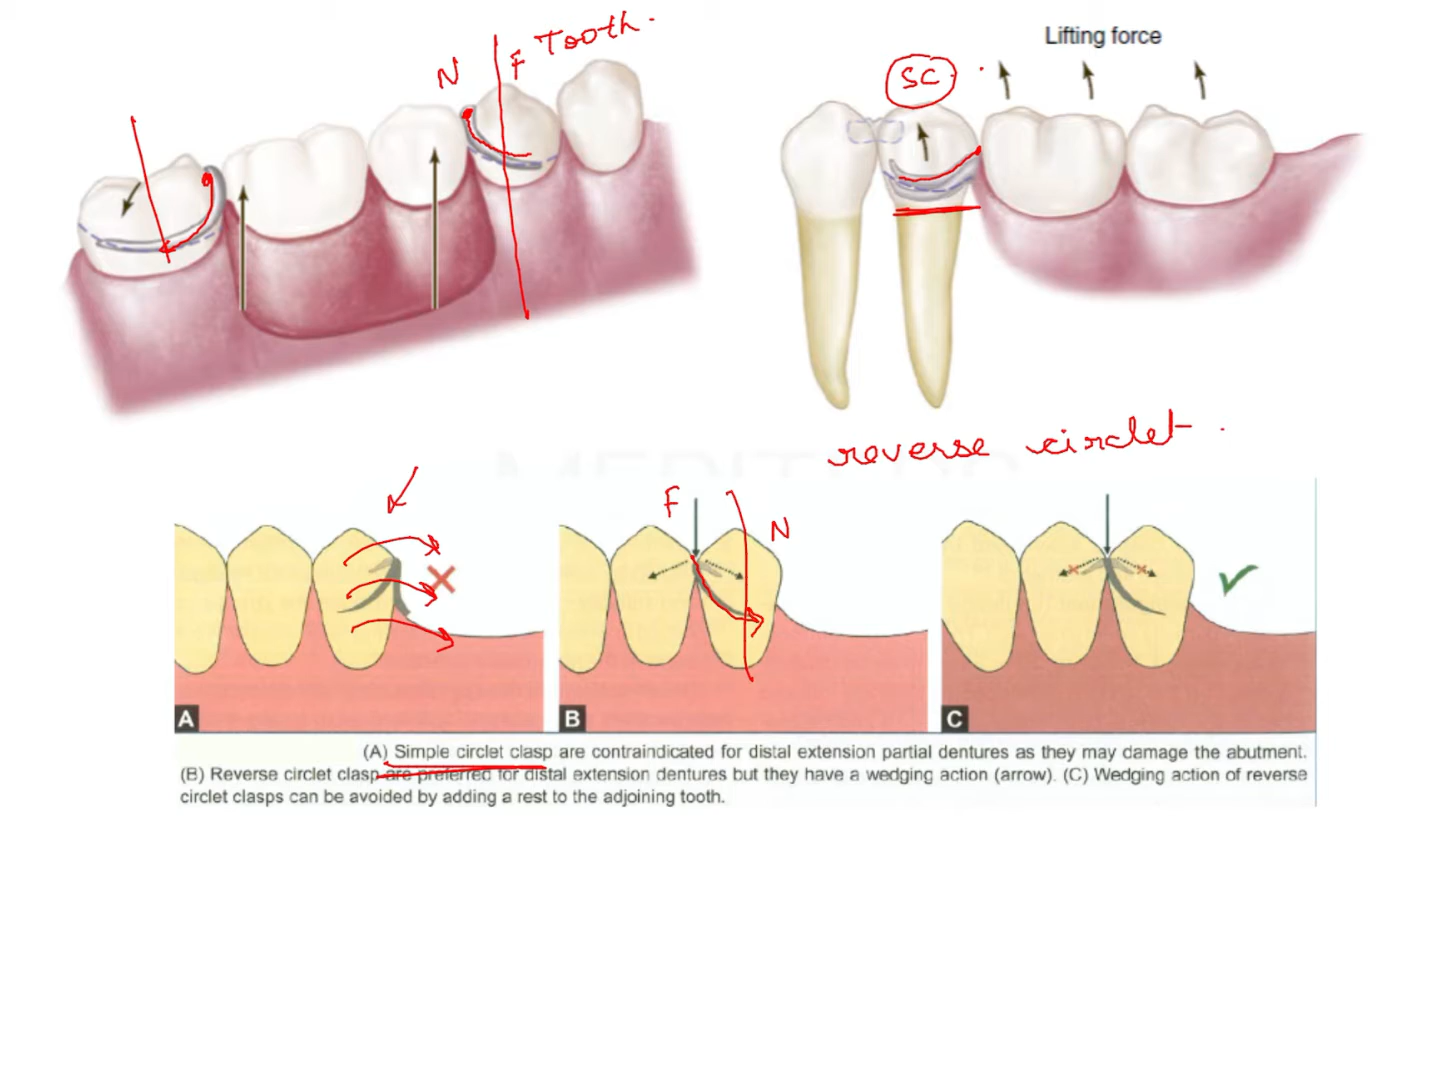 N F Tooth.
Lifting force
SC
reverse circlet.
F N
A B C
(A) Simple circlet clasp are contraindicated for distal extension partial dentures as they may damage the abutment.
(B) Reverse circlet clasp are preferred for distal extension dentures but they have a wedging action (arrow). (C) Wedging action of reverse
circlet clasps can be avoided by adding a rest to the adjoining tooth.